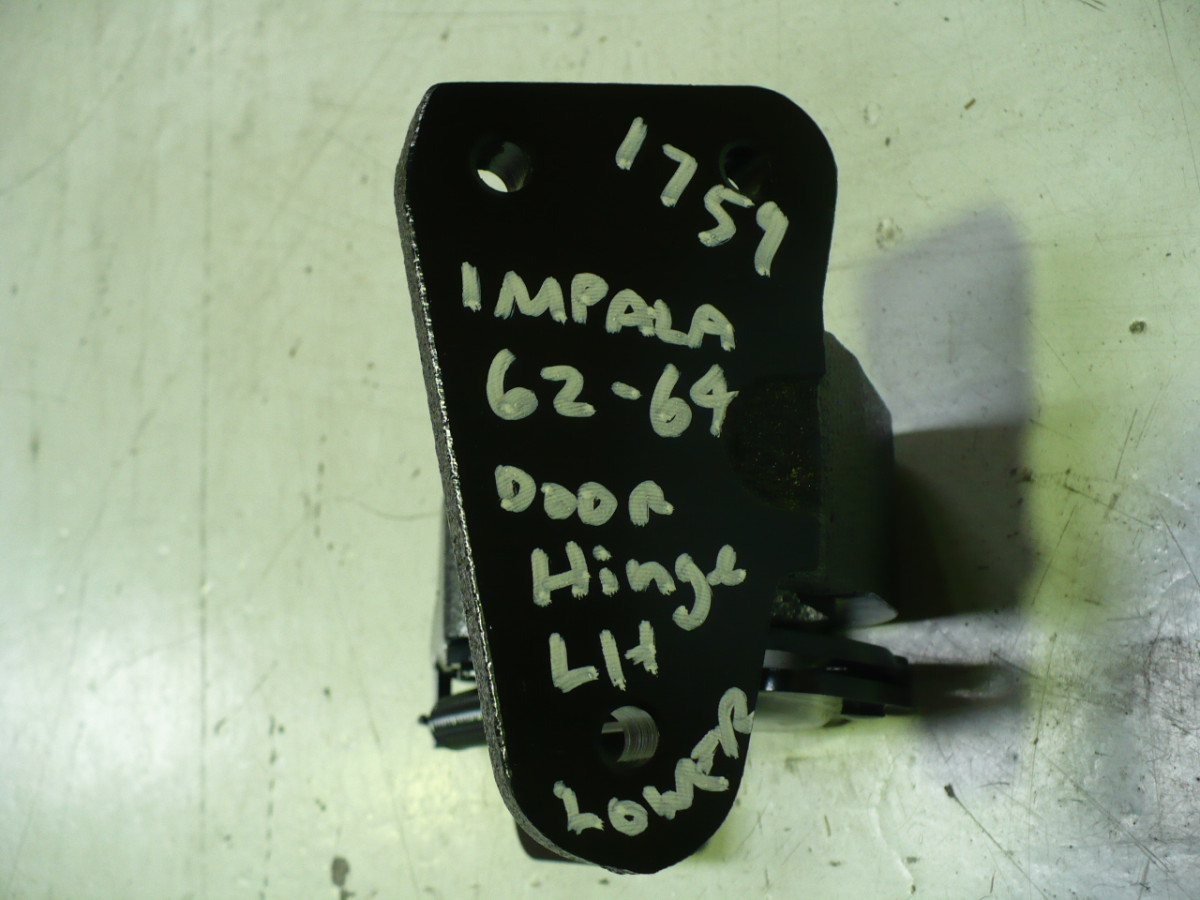 1759
IMPALA
62-64
DOOR
Hinge
LH
LOWER